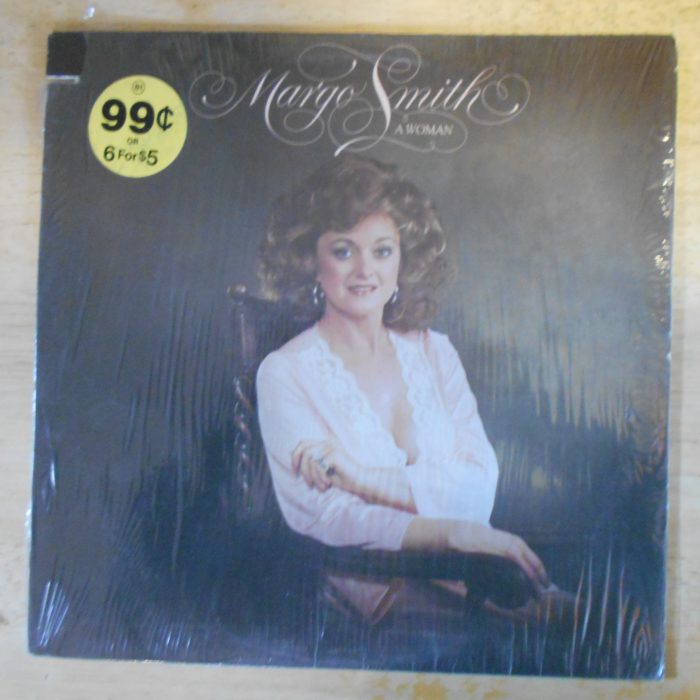 Margo Smith
A WOMAN
99¢
OR
6 For $5